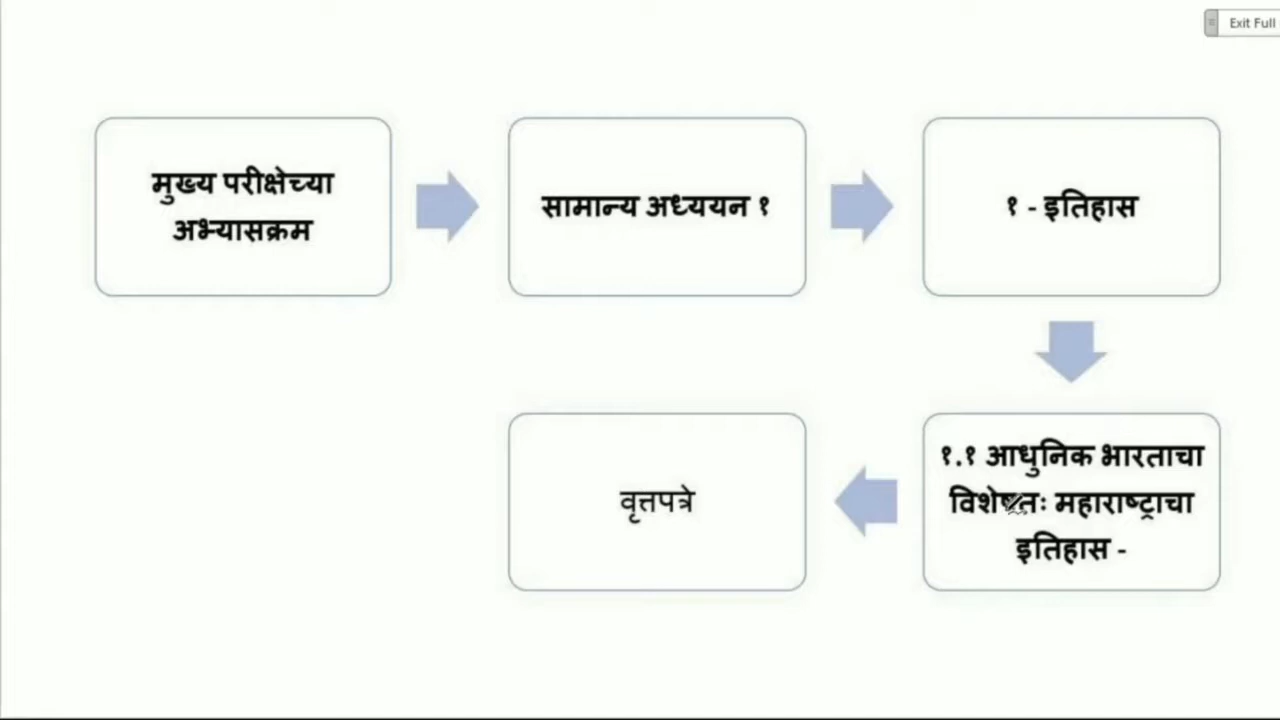 Exit Full
मुख्य परीक्षेच्या
अभ्यासक्रम
सामान्य अध्ययन १
१ - इतिहास
१.१ आधुनिक भारताचा
विशेषतः महाराष्ट्राचा
इतिहास -
वृत्तपत्रे